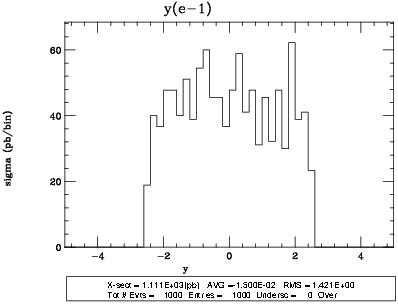 y(e-1)
sigma (pb/bin)
60
40
20
0
-4 -2 0 2 4
y
X-sect = 1.111E+03(pb) AVG =-1.500E-02 RMS = 1.421E+00
Tot # Evts = 1000 Entries = 1000 Undersc = 0 Over